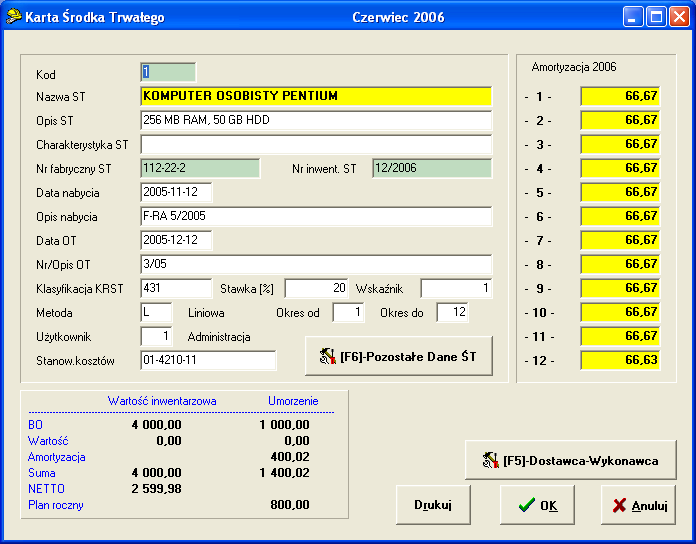 Karta Środka Trwałego Czerwiec 2006
Kod 1
Nazwa ST KOMPUTER OSOBISTY PENTIUM
Opis ST 256 MB RAM, 50 GB HDD
Charakterystyka ST
Nr fabryczny ST 112-22-2 Nr inwent. ST 12/2006
Data nabycia 2005-11-12
Opis nabycia F-RA 5/2005
Data OT 2005-12-12
Nr/Opis OT 3/05
Klasyfikacja KRST 431 Stawka [%] 20 Wskaźnik 1
Metoda L Liniowa Okres od 1 Okres do 12
Użytkownik 1 Administracja
Stanow.kosztów 01-4210-11
[F6]-Pozostałe Dane ŚT
Amortyzacja 2006
- 1 - 66,67
- 2 - 66,67
- 3 - 66,67
- 4 - 66,67
- 5 - 66,67
- 6 - 66,67
- 7 - 66,67
- 8 - 66,67
- 9 - 66,67
- 10 - 66,67
- 11 - 66,67
- 12 - 66,63
Wartość inwentarzowa Umorzenie
BO 4 000,00 1 000,00
Wartość 0,00 0,00
Amortyzacja 400,02
Suma 4 000,00 1 400,02
NETTO 2 599,98
Plan roczny 800,00
[F5]-Dostawca-Wykonawca
Drukuj OK Anuluj